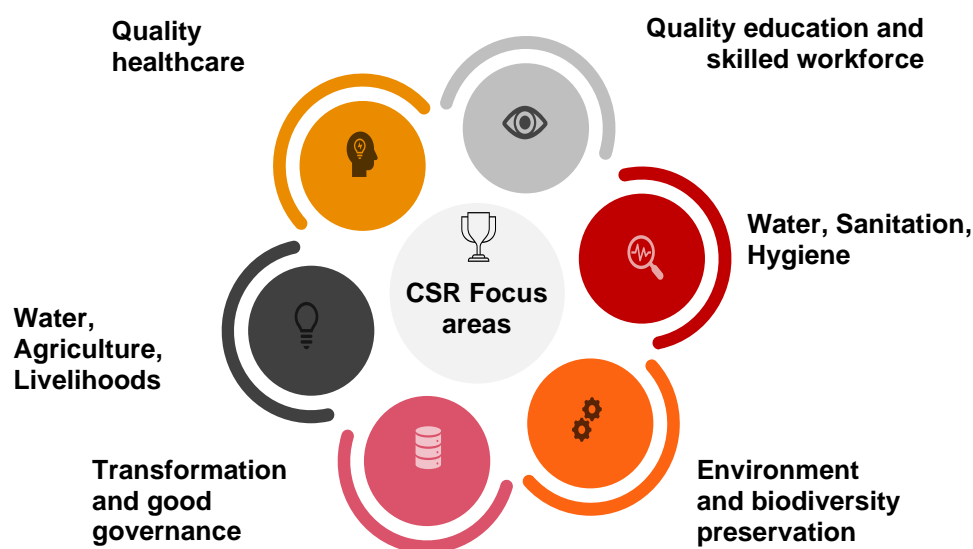 Quality
healthcare
Quality education and
skilled workforce
Water, Sanitation,
Hygiene
CSR Focus
areas
Water,
Agriculture,
Livelihoods
Transformation
and good
governance
Environment
and biodiversity
preservation